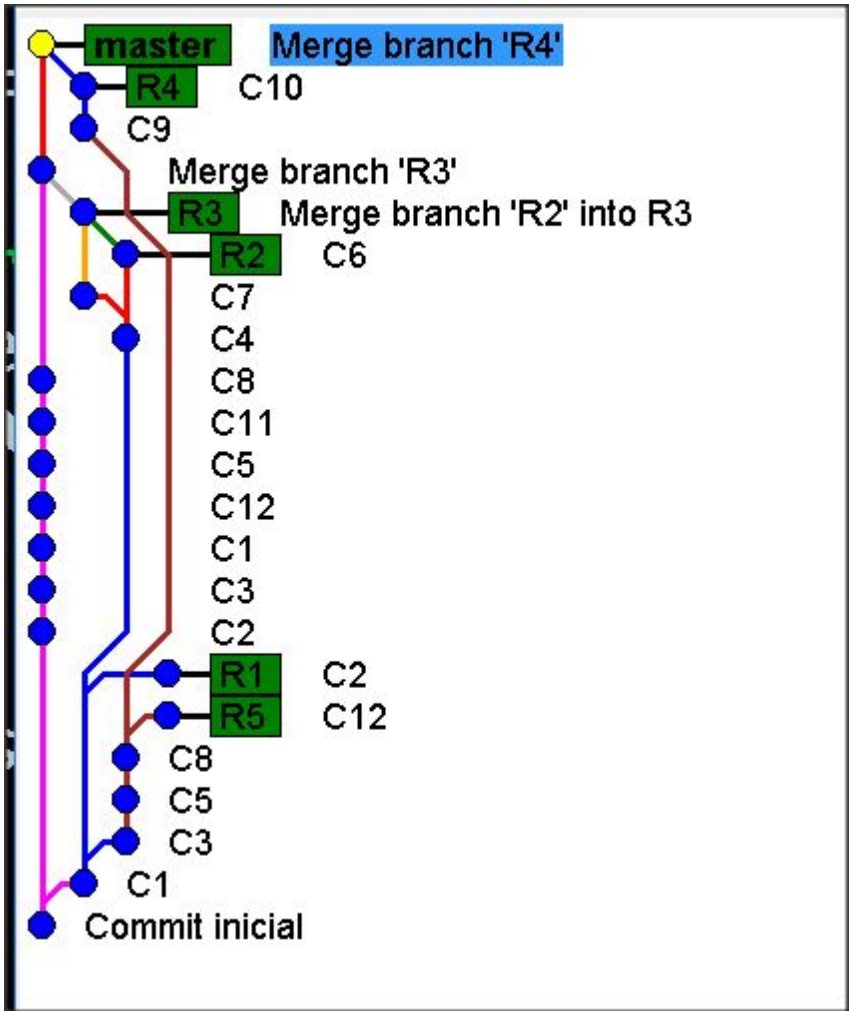 master Merge branch 'R4'
R4 C10
C9
Merge branch 'R3'
R3 Merge branch 'R2' into R3
R2 C6
C7
C4
C8
C11
C5
C12
C1
C3
C2
R1 C2
R5 C12
C8
C5
C3
C1
Commit inicial